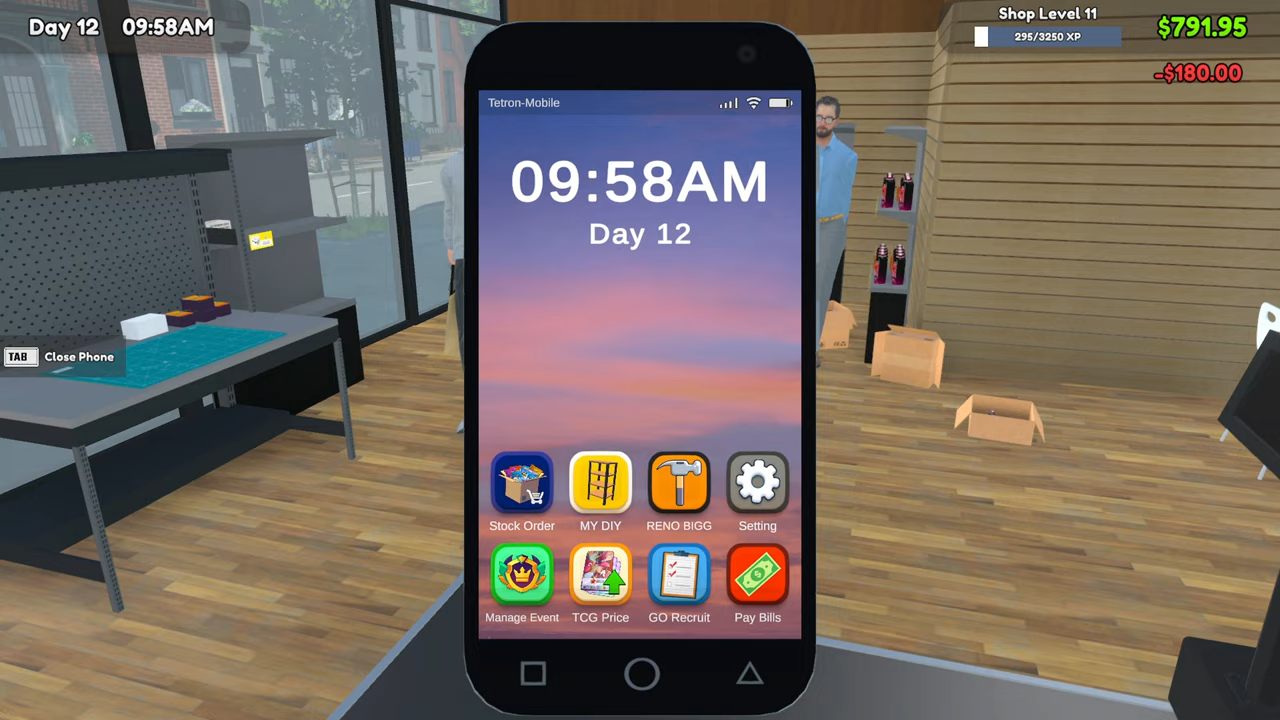 Day 12 09:58AM
Shop Level 11
295/3250 XP
$791.95
-$180.00
Tetron-Mobile
09:58AM
Day 12
TAB Close Phone
Stock Order MY DIY RENO BIGG Setting
Manage Event TCG Price GO Recruit Pay Bills